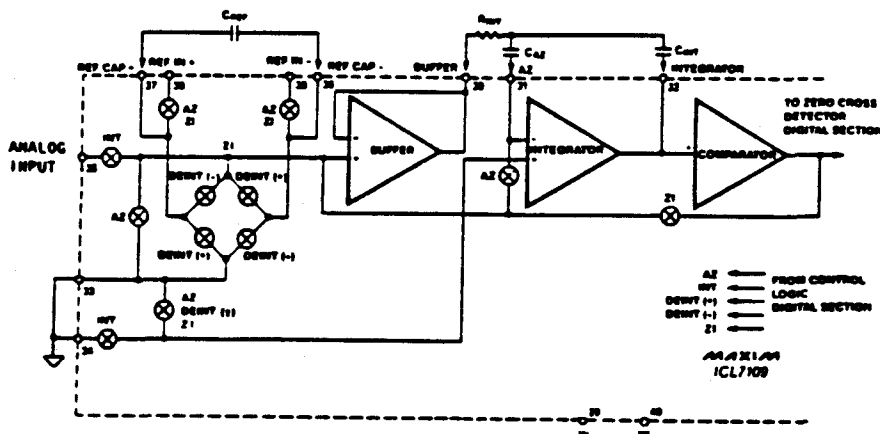 CREF
RINT
CAZ
CINT
REF CAP +
REF IN +
REF IN -
REF CAP -
BUFFER
AZ
INTEGRATOR
37
38
30
31
32
AZ
Z1
AZ
Z1
TO ZERO CROSS
DETECTOR
DIGITAL SECTION
ANALOG
INPUT
INT
35
Z1
BUFFER
INTEGRATOR
COMPARATOR
DEINT (-)
DEINT (+)
AZ
AZ
Z1
DEINT (+)
DEINT (-)
33
AZ
DEINT (±)
Z1
INT
34
AZ
INT
DEINT (+)
DEINT (-)
Z1
FROM CONTROL
LOGIC
DIGITAL SECTION
MAXIM
ICL7109
40